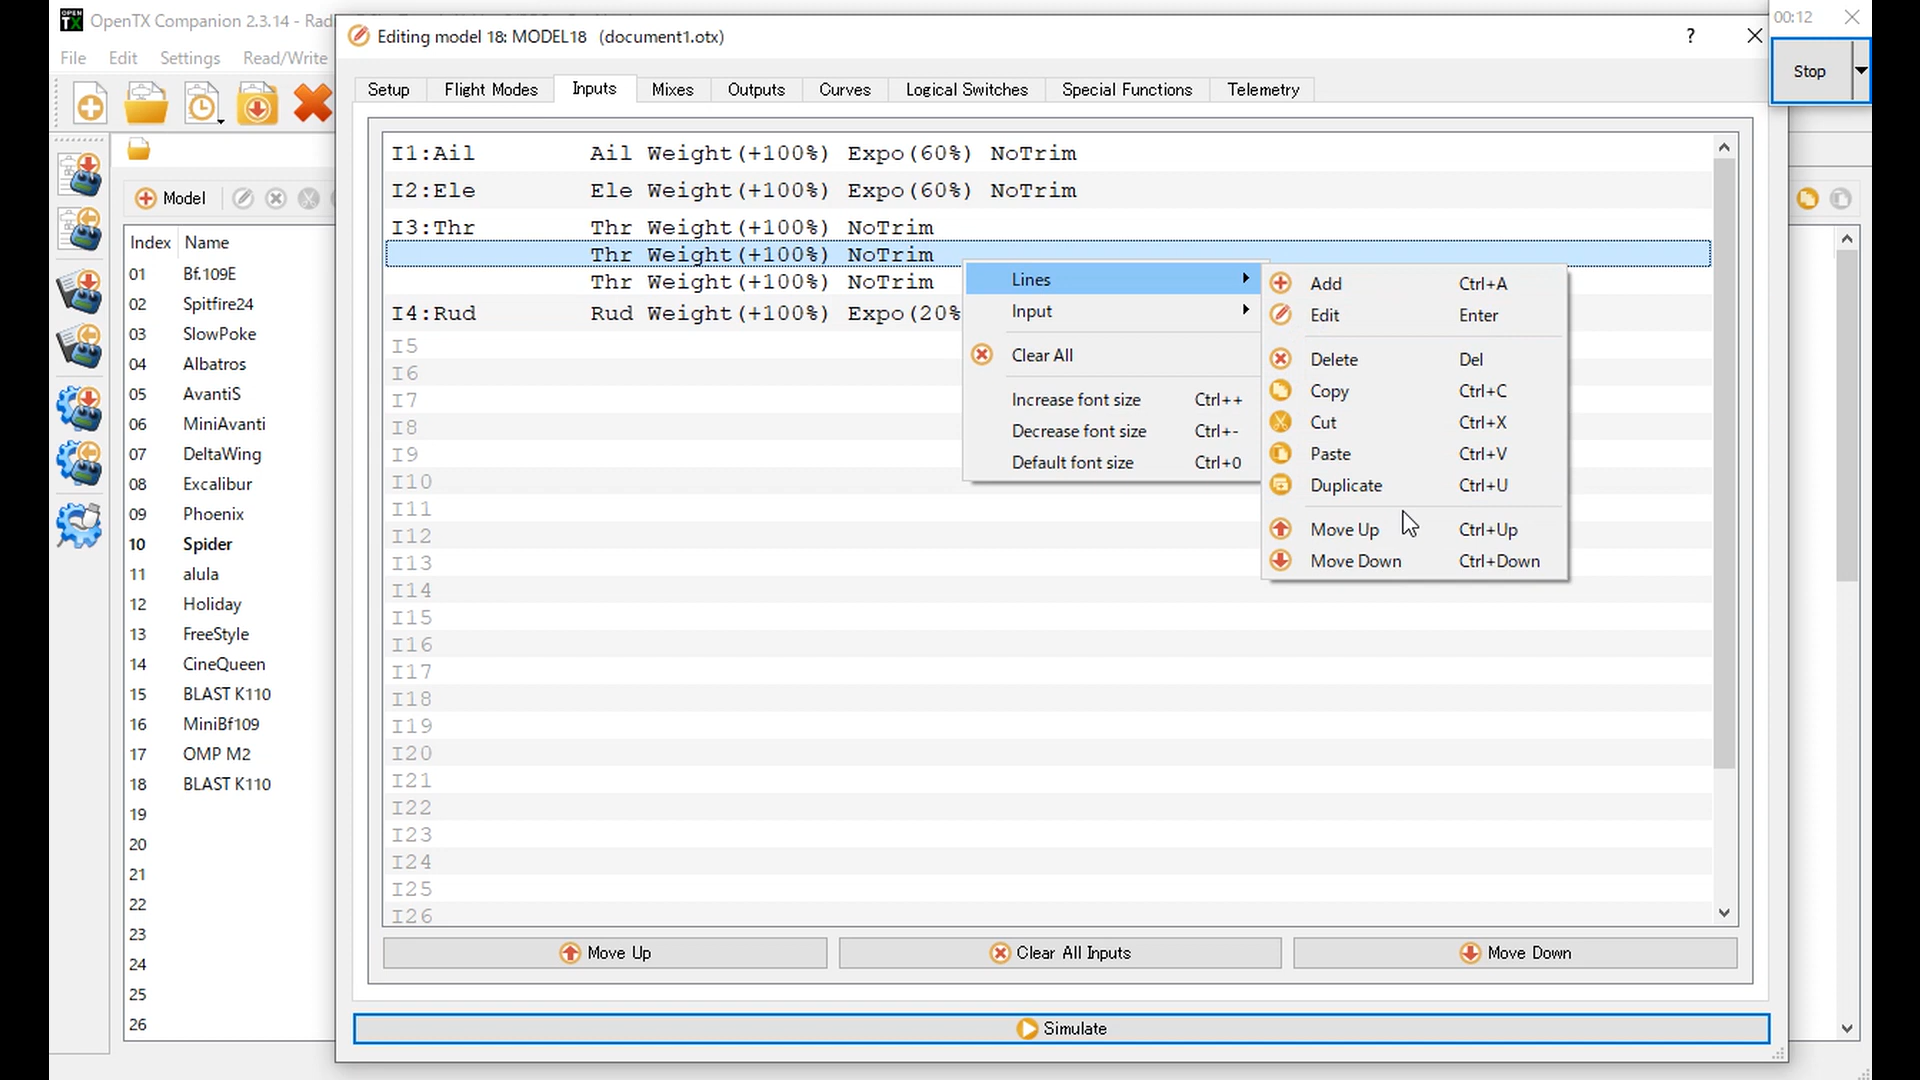 OpenTX Companion 2.3.14 - Rad
File Edit Settings Read/Write
Editing model 18: MODEL18 (document1.otx)
?
00:12
Stop
Setup Flight Modes Inputs Mixes Outputs Curves Logical Switches Special Functions Telemetry
Model
Index Name
01 Bf.109E
02 Spitfire24
03 SlowPoke
04 Albatros
05 AvantiS
06 MiniAvanti
07 DeltaWing
08 Excalibur
09 Phoenix
10 Spider
11 alula
12 Holiday
13 FreeStyle
14 CineQueen
15 BLAST K110
16 MiniBf109
17 OMP M2
18 BLAST K110
19
20
21
22
23
24
25
26
I1:Ail Ail Weight(+100%) Expo(60%) NoTrim
I2:Ele Ele Weight(+100%) Expo(60%) NoTrim
I3:Thr Thr Weight(+100%) NoTrim
Thr Weight(+100%) NoTrim
Thr Weight(+100%) NoTrim
I4:Rud Rud Weight(+100%) Expo(20%
I5
I6
I7
I8
I9
I10
I11
I12
I13
I14
I15
I16
I17
I18
I19
I20
I21
I22
I23
I24
I25
I26
Lines
Input
Clear All
Increase font size Ctrl++
Decrease font size Ctrl+-
Default font size Ctrl+0
Add Ctrl+A
Edit Enter
Delete Del
Copy Ctrl+C
Cut Ctrl+X
Paste Ctrl+V
Duplicate Ctrl+U
Move Up Ctrl+Up
Move Down Ctrl+Down
Move Up Clear All Inputs Move Down
Simulate